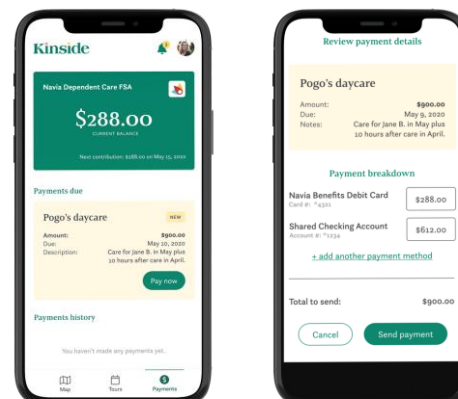 Kinside
Navia Dependent Care FSA
$288.00
CURRENT BALANCE
Next contribution: $288.00 on May 15, 2020
Payments due
Pogo's daycare
NEW
Amount: $900.00
Due: May 10, 2020
Description: Care for Jane B. in May plus
10 hours after care in April.
Pay now
Payments history
You haven't made any payments yet.
Map
Tours
Payments
Review payment details
Pogo's daycare
Amount: $900.00
Due: May 9, 2020
Notes: Care for Jane B. in May plus
10 hours after care in April.
Payment breakdown
Navia Benefits Debit Card
Card #: *4321
$288.00
Shared Checking Account
Account #: *1234
$612.00
+ add another payment method
Total to send: $900.00
Cancel
Send payment